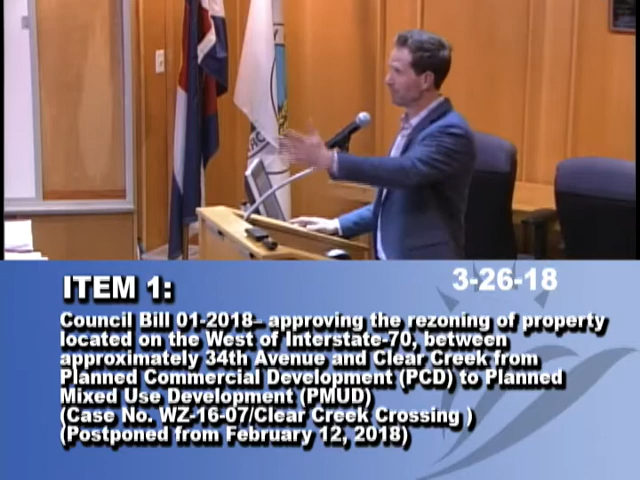 ITEM 1:
3-26-18
Council Bill 01-2018– approving the rezoning of property
located on the West of Interstate-70, between
approximately 34th Avenue and Clear Creek from
Planned Commercial Development (PCD) to Planned
Mixed Use Development (PMUD)
(Case No. WZ-16-07/Clear Creek Crossing )
(Postponed from February 12, 2018)